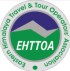 Eastern Himalaya Travel & Tour Operators' Association
EHTTOA